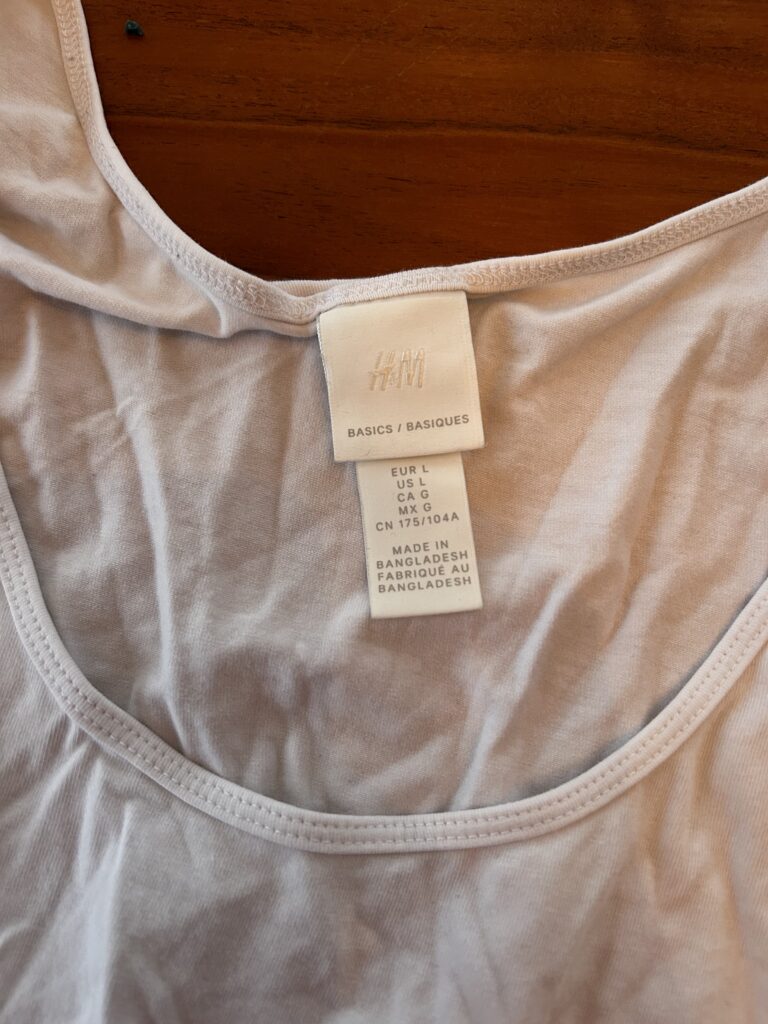 H&M
BASICS / BASIQUES
EUR L
US L
CA G
MX G
CN 175/104A
MADE IN
BANGLADESH
FABRIQUÉ AU
BANGLADESH